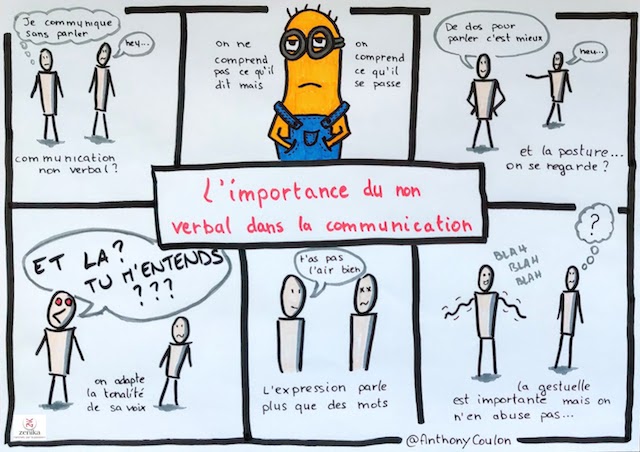 Je communique
sans parler
hey...
communication
non verbal?
on ne
comprend
pas ce qu'il
dit mais
on
comprend
ce qu'il
se passe
De dos pour
parler c'est mieux
heu...
et la posture...
on se regarde ?
L'importance du non
verbal dans la communication
ET LA?
TU M'ENTENDS
???
on adapte
la tonalité
de sa voix
t'as pas
l'air bien
L'expression parle
plus que des mots
BLAH
BLAH
BLAH
?
la gestuelle
est importante mais on
n'en abuse pas...
zenika
@AnthonyCoulon